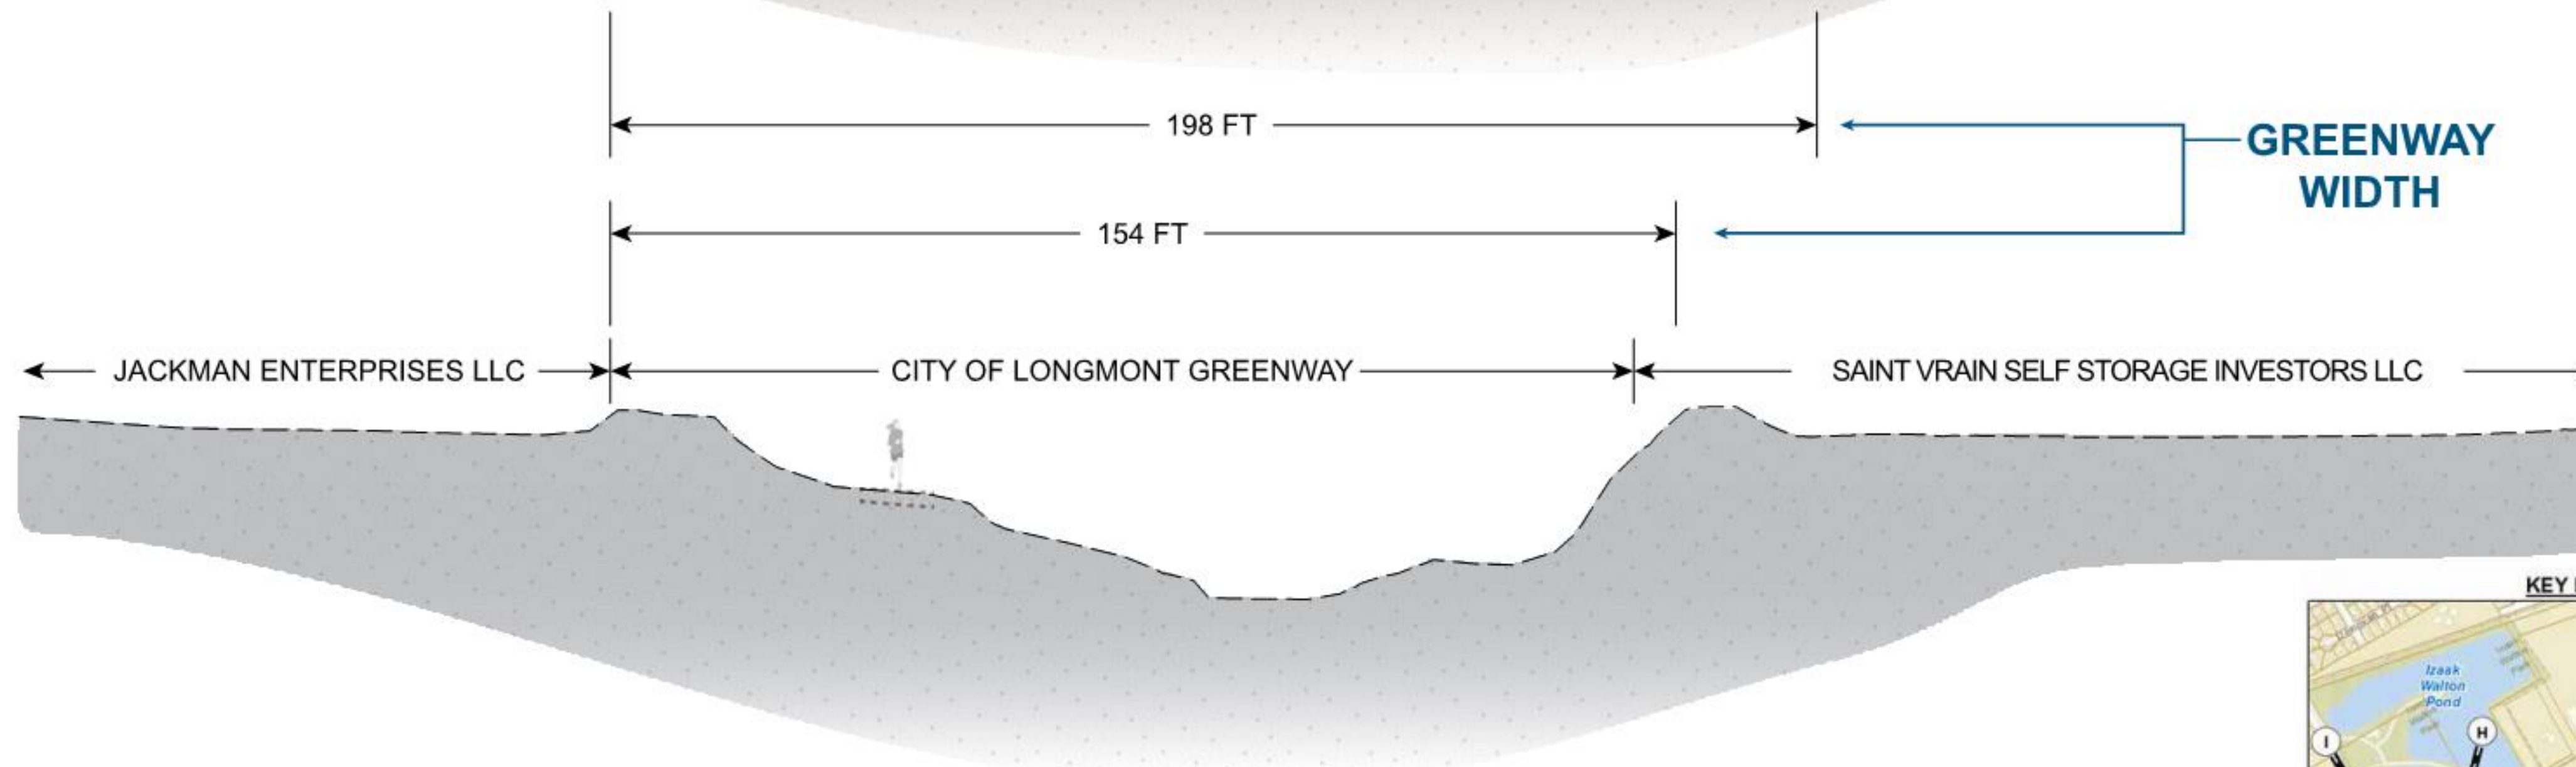 198 FT
GREENWAY
WIDTH
154 FT
JACKMAN ENTERPRISES LLC
CITY OF LONGMONT GREENWAY
SAINT VRAIN SELF STORAGE INVESTORS LLC
KEY
Izaak
Walton
Pond
H
I